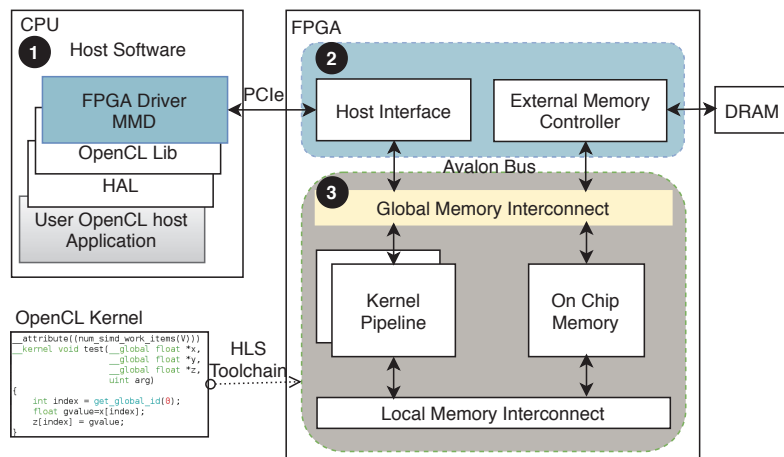 CPU
1
Host Software
FPGA Driver
MMD
OpenCL Lib
HAL
User OpenCL host
Application
PCIe
FPGA
2
Host Interface
External Memory
Controller
DRAM
Avalon Bus
3
Global Memory Interconnect
Kernel
Pipeline
On Chip
Memory
Local Memory Interconnect
OpenCL Kernel
__attribute((num_simd_work_items(V)))
__kernel void test(__global float *x,
__global float *y,
__global float *z,
uint arg)
{
int index = get_global_id(0);
float gvalue=x[index];
z[index] = gvalue;
}
HLS
Toolchain